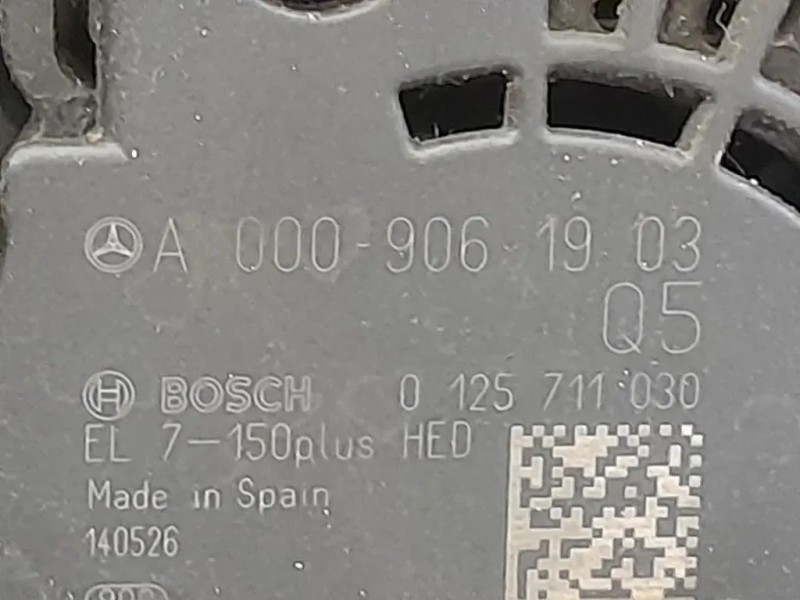 A 000 906 19 03
Q5
BOSCH 0 125 711 030
EL 7-150plus HED
Made in Spain
140526